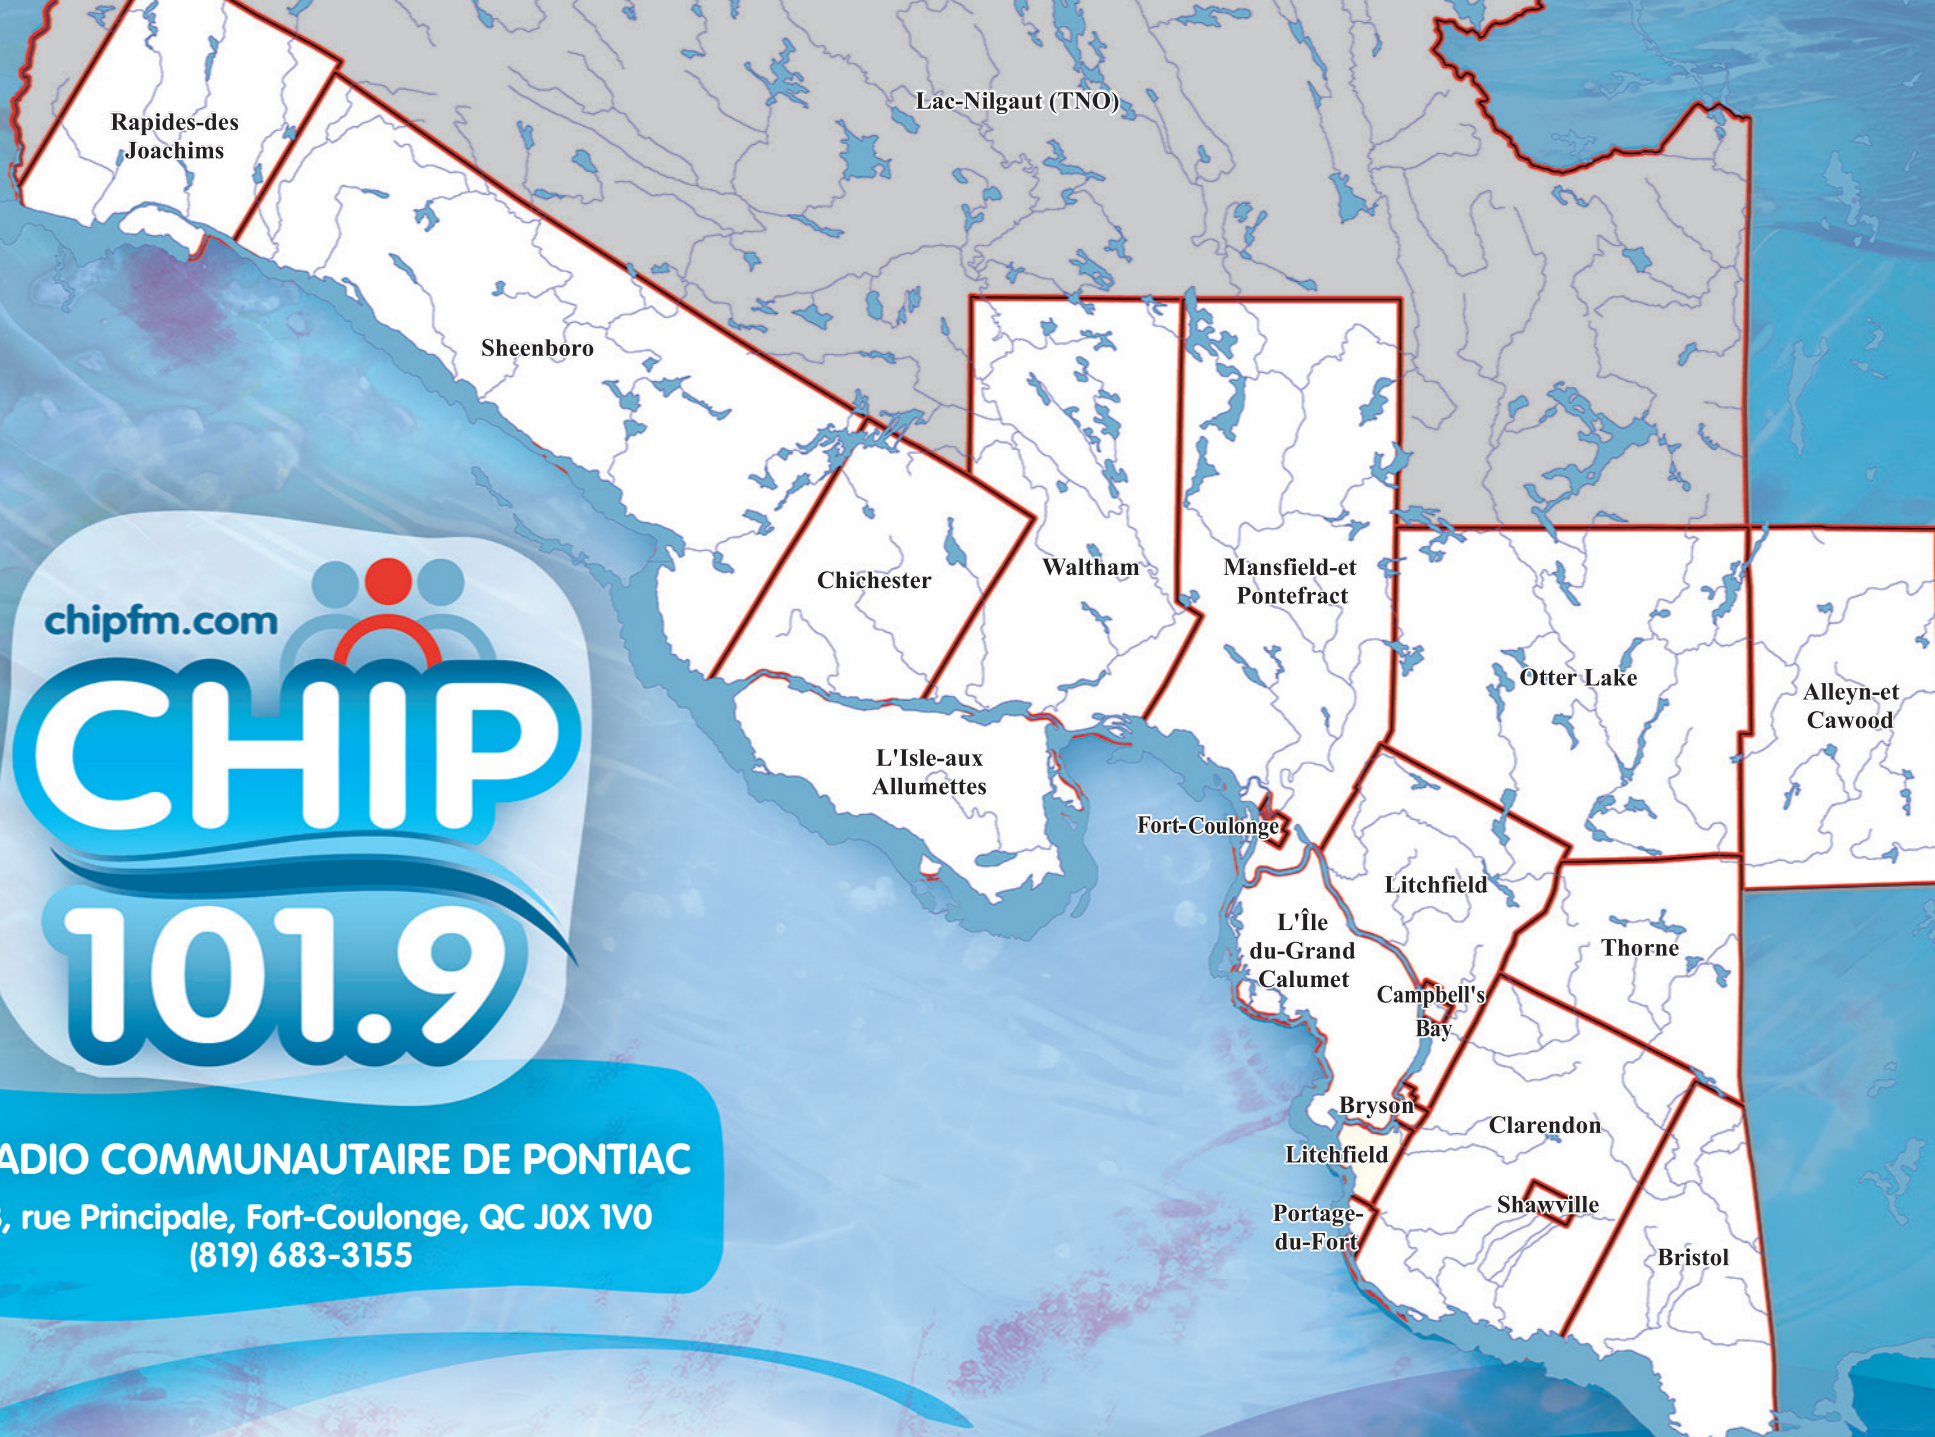 Lac-Nilgaut (TNO)
Rapides-des
Joachims
Sheenboro
Chichester
Waltham
Mansfield-et
Pontefract
Otter Lake
Alleyn-et
Cawood
L'Isle-aux
Allumettes
Fort-Coulonge
Litchfield
L'Île
du-Grand
Calumet
Thorne
Campbell's
Bay
Bryson
Clarendon
Litchfield
Shawville
Portage-
du-Fort
Bristol
chipfm.com
CHIP
101.9
ADIO COMMUNAUTAIRE DE PONTIAC
, rue Principale, Fort-Coulonge, QC J0X 1V0
(819) 683-3155